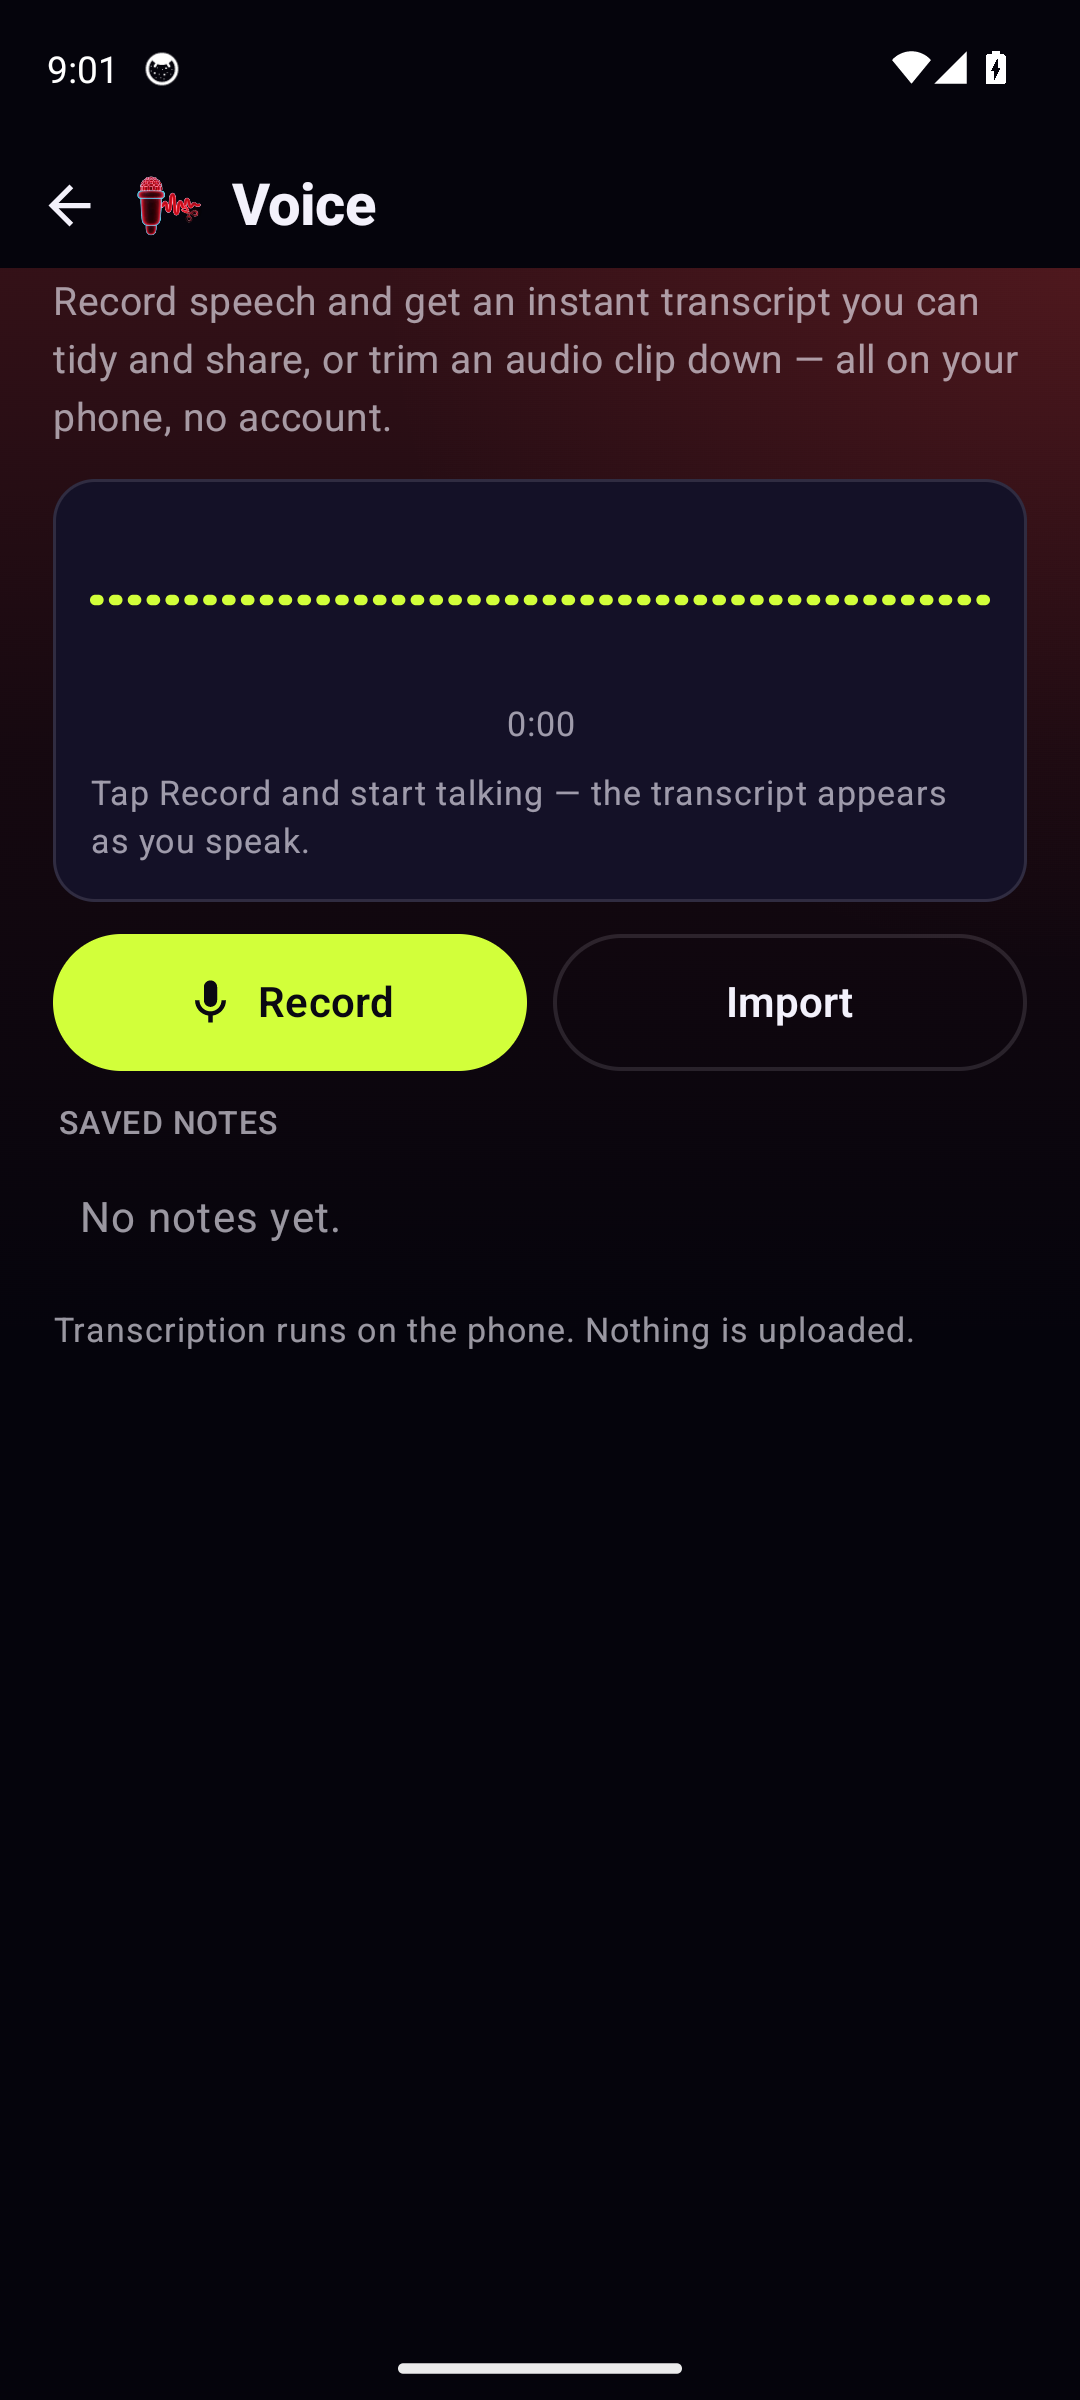 9:01
Voice
Record speech and get an instant transcript you can
tidy and share, or trim an audio clip down — all on your
phone, no account.
0:00
Tap Record and start talking — the transcript appears
as you speak.
Record
Import
SAVED NOTES
No notes yet.
Transcription runs on the phone. Nothing is uploaded.